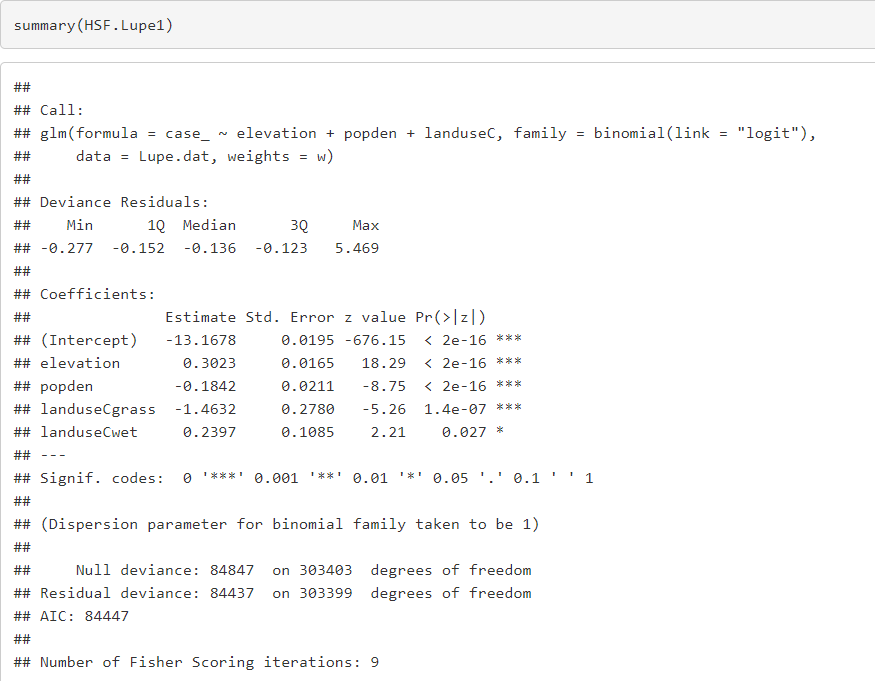 summary(HSF.Lupe1)
##
## Call:
## glm(formula = case_ ~ elevation + popden + landuseC, family = binomial(link = "logit"),
##     data = Lupe.dat, weights = w)
##
## Deviance Residuals:
##    Min      1Q  Median      3Q     Max
## -0.277  -0.152  -0.136  -0.123   5.469
##
## Coefficients:
##               Estimate Std. Error z value Pr(>|z|)
## (Intercept)   -13.1678     0.0195 -676.15  < 2e-16 ***
## elevation       0.3023     0.0165   18.29  < 2e-16 ***
## popden         -0.1842     0.0211   -8.75  < 2e-16 ***
## landuseCgrass  -1.4632     0.2780   -5.26  1.4e-07 ***
## landuseCwet     0.2397     0.1085    2.21    0.027 *
## ---
## Signif. codes:  0 '***' 0.001 '**' 0.01 '*' 0.05 '.' 0.1 ' ' 1
##
## (Dispersion parameter for binomial family taken to be 1)
##
##     Null deviance: 84847  on 303403  degrees of freedom
## Residual deviance: 84437  on 303399  degrees of freedom
## AIC: 84447
##
## Number of Fisher Scoring iterations: 9